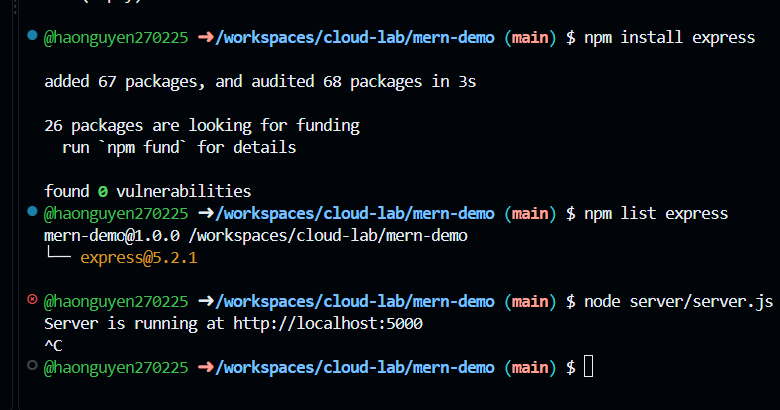 @haonguyen270225 ➜/workspaces/cloud-lab/mern-demo (main) $ npm install express
added 67 packages, and audited 68 packages in 3s
26 packages are looking for funding
  run `npm fund` for details
found 0 vulnerabilities
@haonguyen270225 ➜/workspaces/cloud-lab/mern-demo (main) $ npm list express
mern-demo@1.0.0 /workspaces/cloud-lab/mern-demo
└── express@5.2.1
@haonguyen270225 ➜/workspaces/cloud-lab/mern-demo (main) $ node server/server.js
Server is running at http://localhost:5000
^C
@haonguyen270225 ➜/workspaces/cloud-lab/mern-demo (main) $